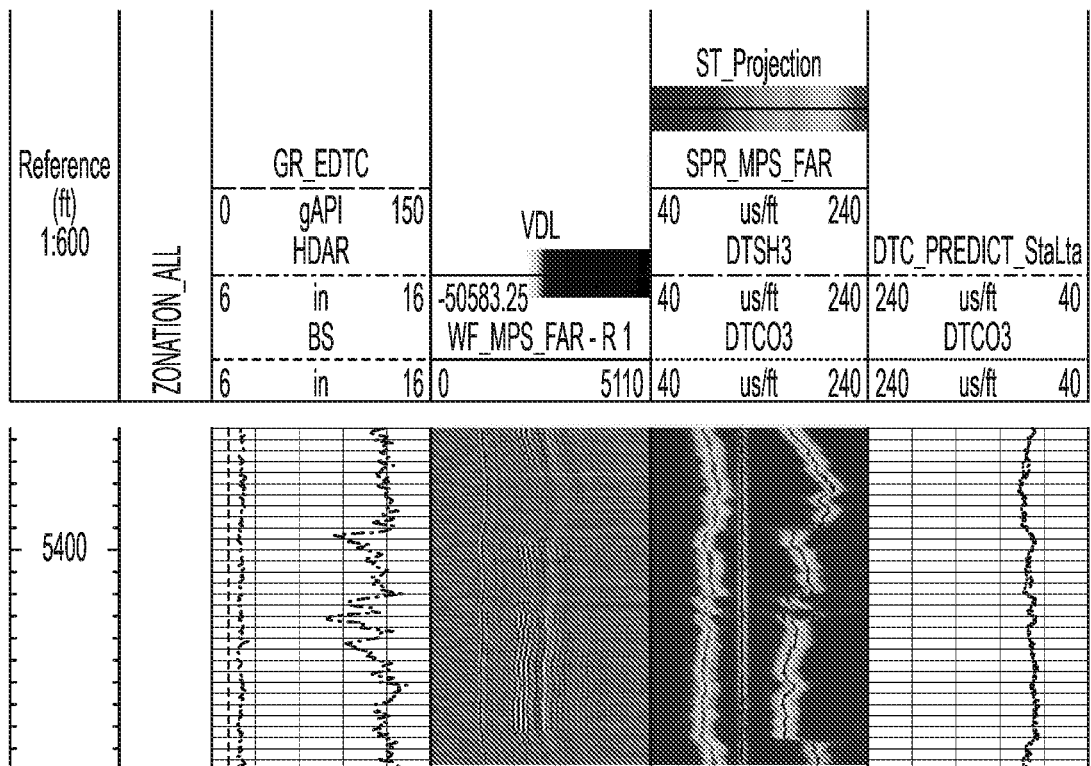 Reference
(ft)
1:600
ZONATION_ALL
GR_EDTC
0 gAPI 150
HDAR
6 in 16
BS
6 in 16
VDL
-50583.25
WF_MPS_FAR - R 1
0 5110
ST_Projection
SPR_MPS_FAR
40 us/ft 240
DTSH3
40 us/ft 240
DTCO3
40 us/ft 240
DTC_PREDICT_StaLta
240 us/ft 40
DTCO3
240 us/ft 40
5400